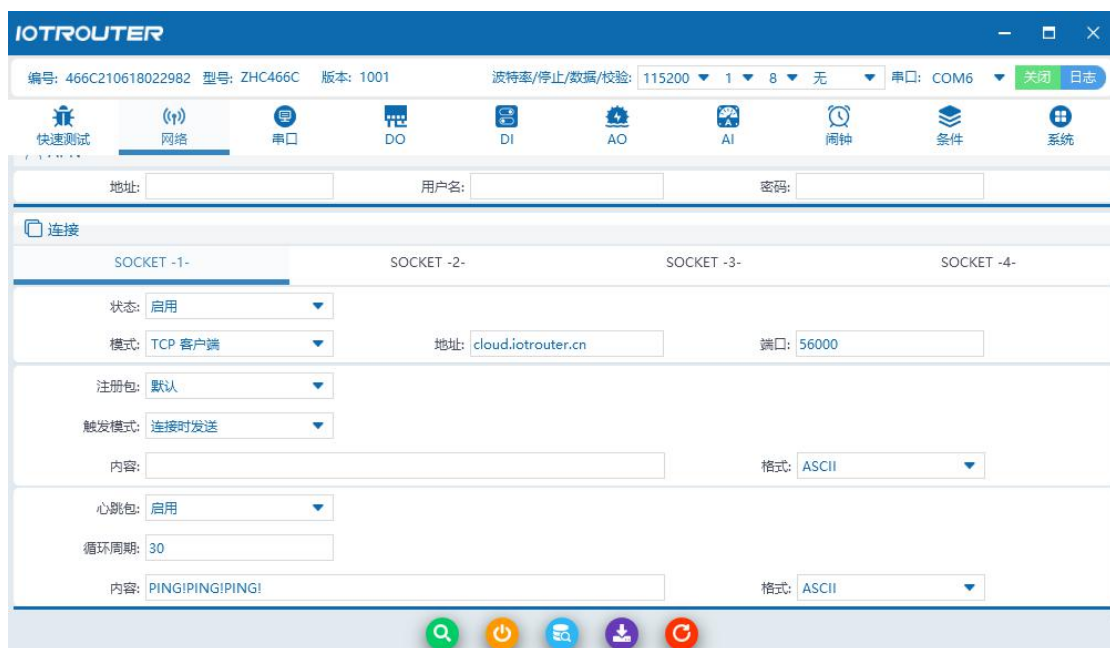 IOTROUTER
编号: 466C210618022982 型号: ZHC466C 版本: 1001 波特率/停止/数据/校验: 115200 1 8 无 串口: COM6 关闭 日志
快速测试 网络 串口 DO DI AO AI 闹钟 条件 系统
地址: 用户名: 密码:
连接
SOCKET -1- SOCKET -2- SOCKET -3- SOCKET -4-
状态: 启用
模式: TCP 客户端 地址: cloud.iotrouter.cn 端口: 56000
注册包: 默认
触发模式: 连接时发送
内容: 格式: ASCII
心跳包: 启用
循环周期: 30
内容: PING!PING!PING! 格式: ASCII